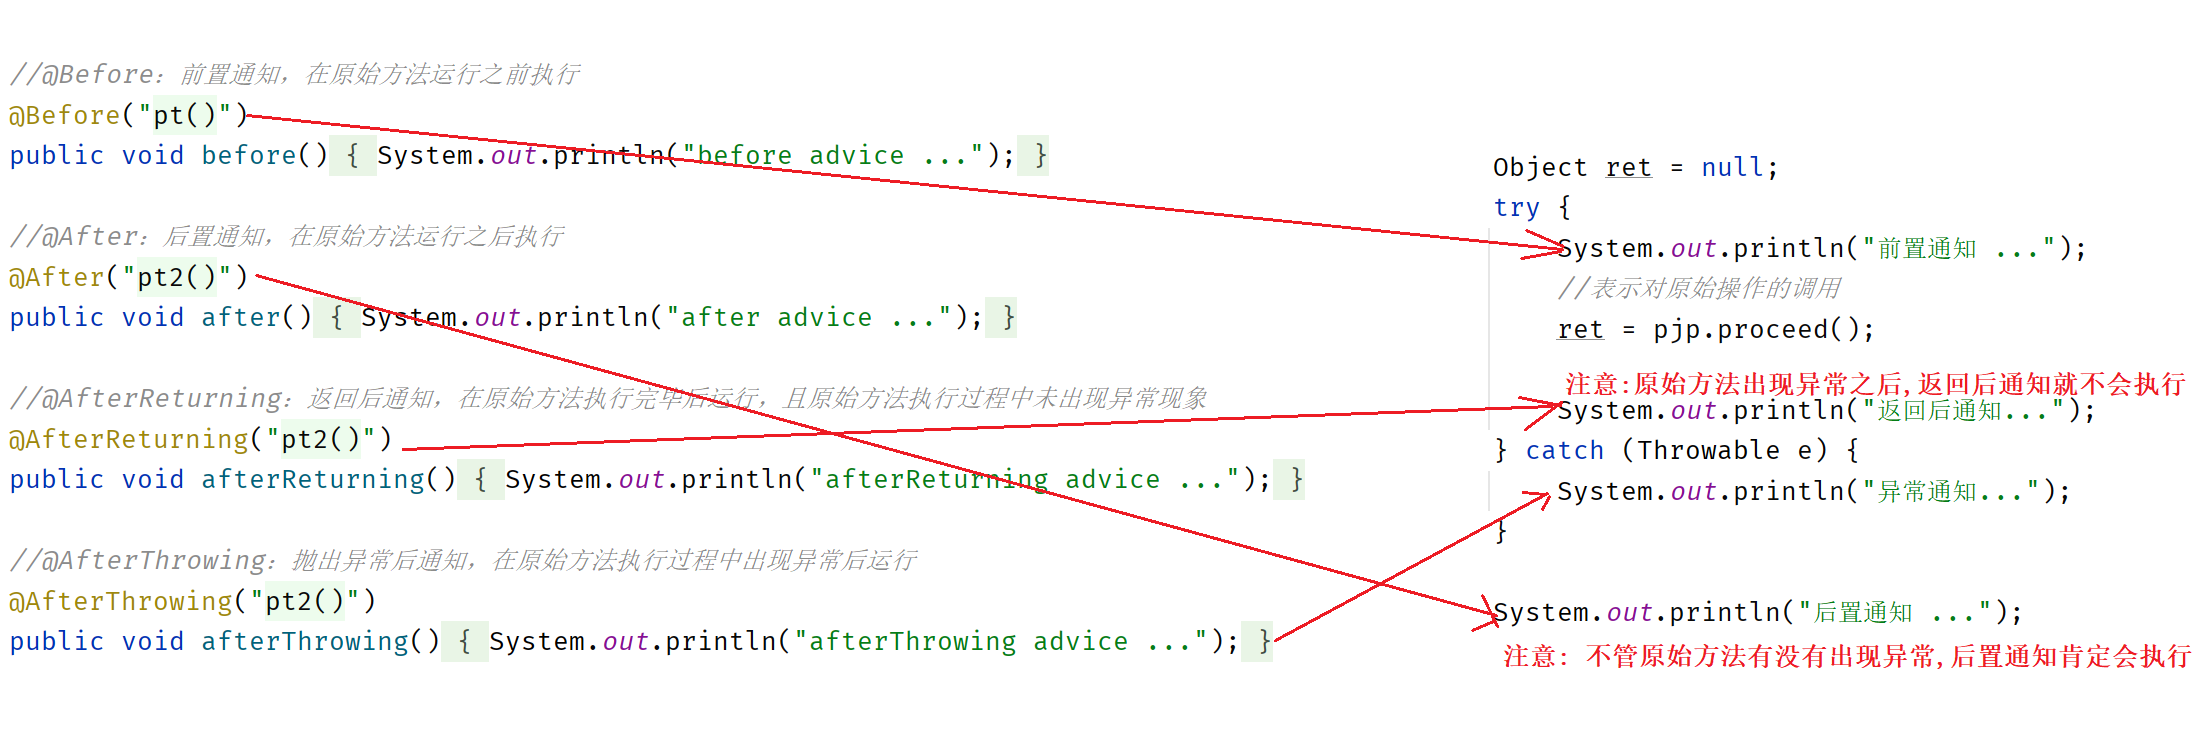 //@Before：前置通知，在原始方法运行之前执行
@Before("pt()")
public void before() { System.out.println("before advice ..."); }
//@After：后置通知，在原始方法运行之后执行
@After("pt2()")
public void after() { System.out.println("after advice ..."); }
//@AfterReturning：返回后通知，在原始方法执行完毕后运行，且原始方法执行过程中未出现异常现象
@AfterReturning("pt2()")
public void afterReturning() { System.out.println("afterReturning advice ..."); }
//@AfterThrowing：抛出异常后通知，在原始方法执行过程中出现异常后运行
@AfterThrowing("pt2()")
public void afterThrowing() { System.out.println("afterThrowing advice ..."); }
Object ret = null;
try {
System.out.println("前置通知 ...");
//表示对原始操作的调用
ret = pjp.proceed();
注意:原始方法出现异常之后,返回后通知就不会执行
System.out.println("返回后通知...");
} catch (Throwable e) {
System.out.println("异常通知...");
}
System.out.println("后置通知 ...");
注意: 不管原始方法有没有出现异常,后置通知肯定会执行